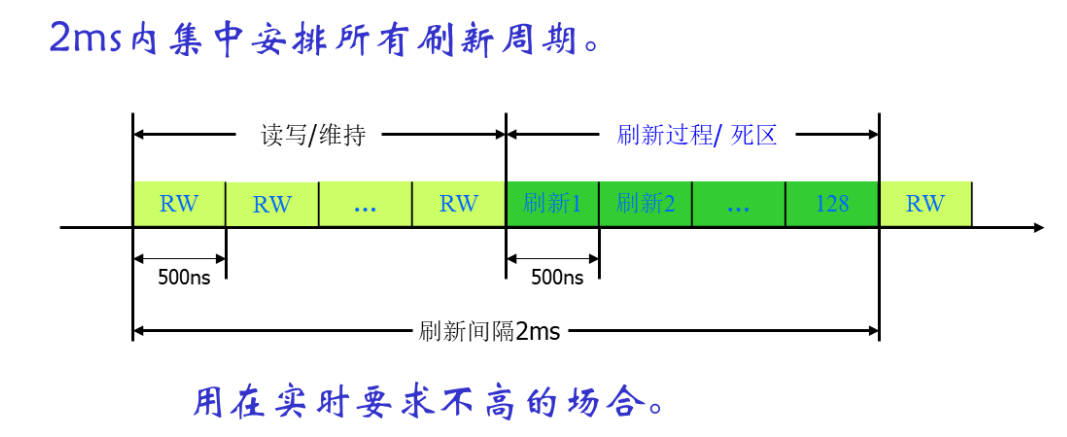 2ms内集中安排所有刷新周期。
读写/维持 刷新过程/ 死区
RW RW ... RW 刷新1 刷新2 ... 128 RW
500ns 500ns
刷新间隔2ms
用在实时要求不高的场合。